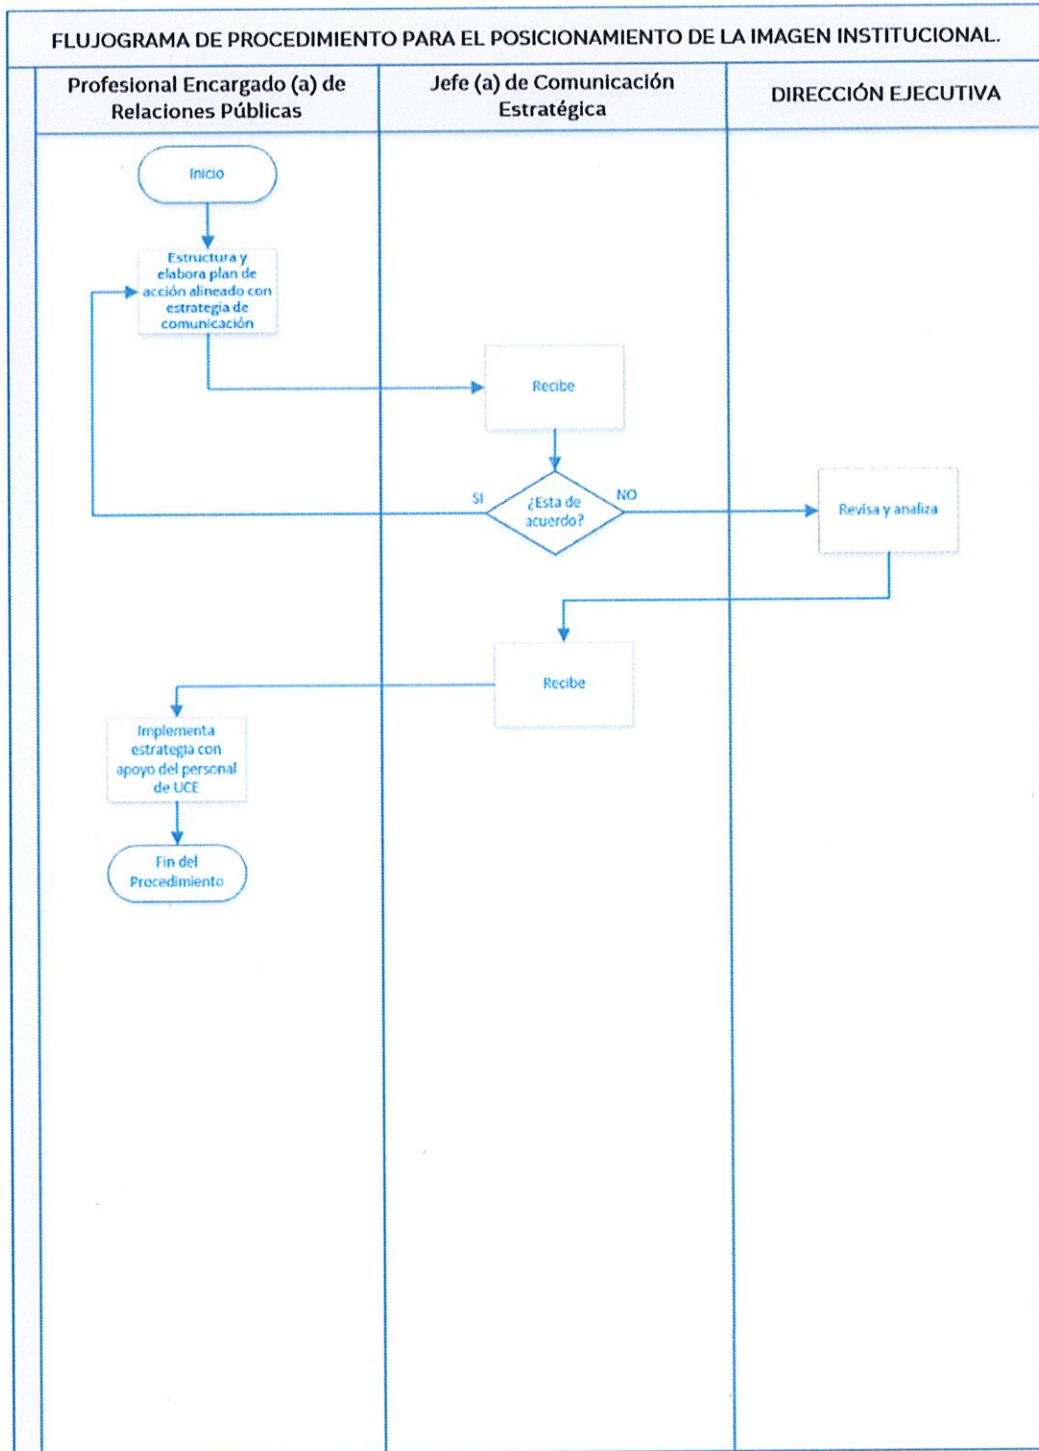 FLUJOGRAMA DE PROCEDIMIENTO PARA EL POSICIONAMIENTO DE LA IMAGEN INSTITUCIONAL.
Profesional Encargado (a) de
Relaciones Públicas
Jefe (a) de Comunicación
Estratégica
DIRECCIÓN EJECUTIVA
Inicio
Estructura y
elabora plan de
acción alineado con
estrategia de
comunicación
Recibe
SI
¿Esta de
acuerdo?
NO
Revisa y analiza
Recibe
Implementa
estrategia con
apoyo del personal
de UCE
Fin del
Procedimiento